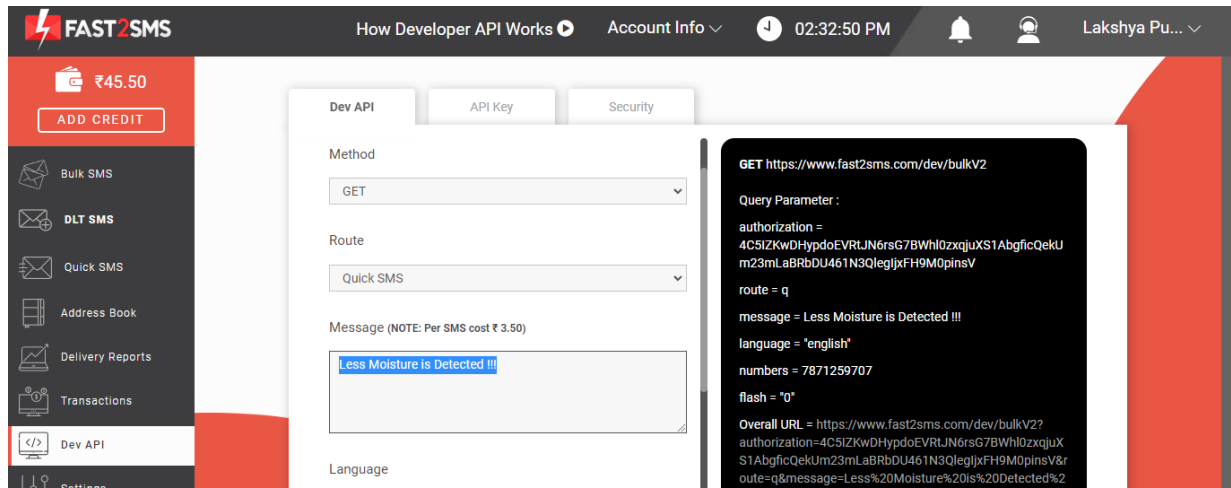 FAST2SMS
How Developer API Works
Account Info
02:32:50 PM
Lakshya Pu...
₹45.50
ADD CREDIT
Bulk SMS
DLT SMS
Quick SMS
Address Book
Delivery Reports
Transactions
Dev API
Settings
Dev API
API Key
Security
Method
GET
Route
Quick SMS
Message (NOTE: Per SMS cost ₹ 3.50)
Less Moisture is Detected !!!
Language
GET https://www.fast2sms.com/dev/bulkV2
Query Parameter :
authorization =
4C5IZKwDHypdoEVRtJN6rsG7BWhl0zxqjuXS1AbgficQekU
m23mLaBRbDU461N3QlegIjxFH9M0pinsV
route = q
message = Less Moisture is Detected !!!
language = "english"
numbers = 7871259707
flash = "0"
Overall URL = https://www.fast2sms.com/dev/bulkV2?
authorization=4C5IZKwDHypdoEVRtJN6rsG7BWhl0zxqjuX
S1AbgficQekUm23mLaBRbDU461N3QlegIjxFH9M0pinsV&r
oute=q&message=Less%20Moisture%20is%20Detected%2